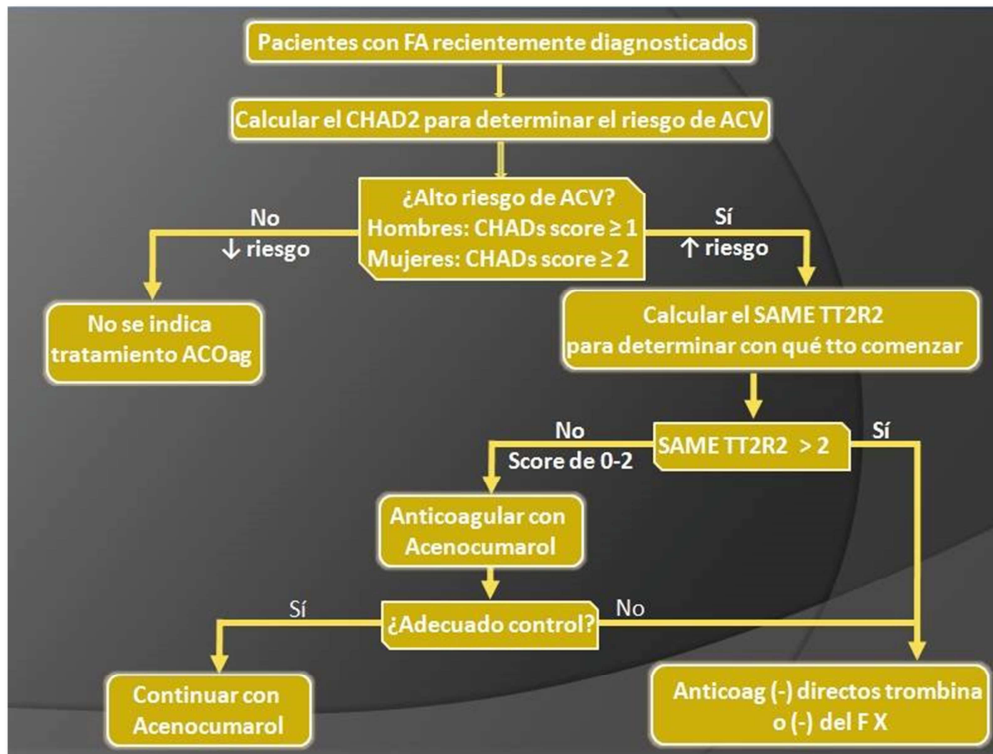 Pacientes con FA recientemente diagnosticados
Calcular el CHAD2 para determinar el riesgo de ACV
¿Alto riesgo de ACV?
Hombres: CHADs score ≥ 1
Mujeres: CHADs score ≥ 2
No
↓ riesgo
Sí
↑ riesgo
No se indica
tratamiento ACOag
Calcular el SAME TT2R2
para determinar con qué tto comenzar
SAME TT2R2 > 2
No
Score de 0-2
Sí
Anticoagular con
Acenocumarol
¿Adecuado control?
Sí
No
Continuar con
Acenocumarol
Anticoag (-) directos trombina
o (-) del F X